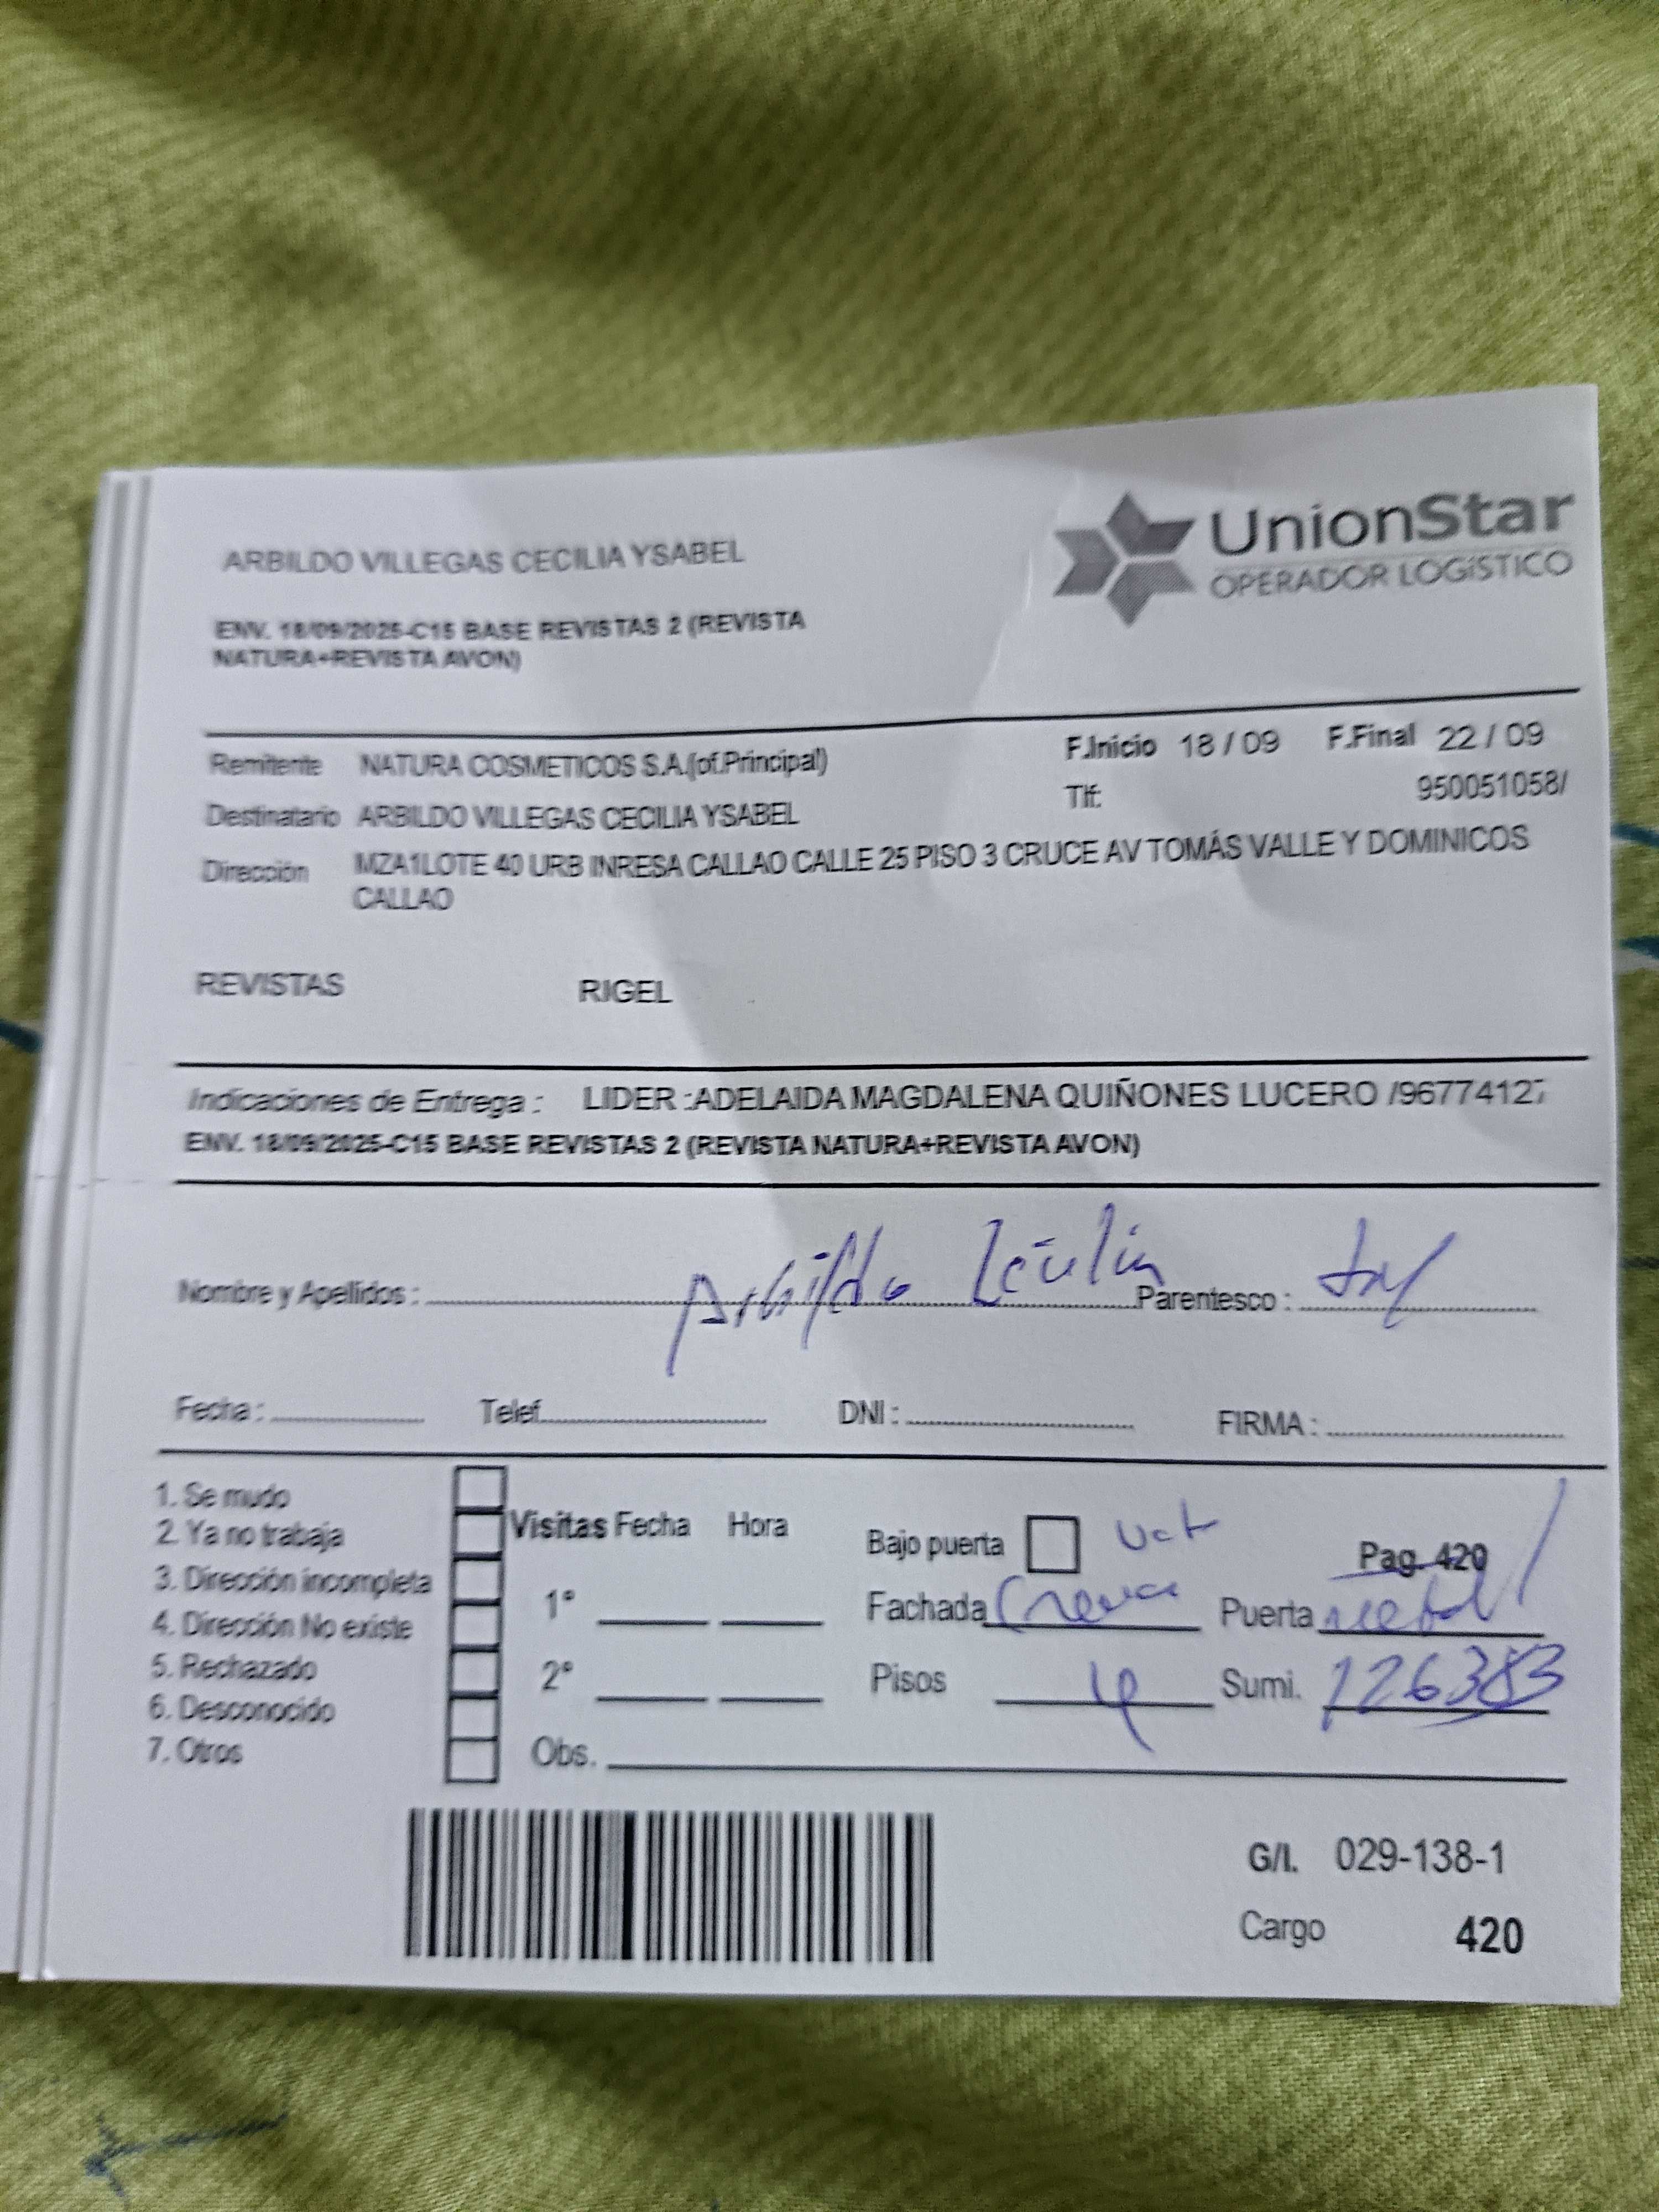 ARBILDO VILLEGAS CECILIA YSABEL
UnionStar
OPERADOR LOGÍSTICO
ENV. 18/09/2025-C15 BASE REVISTAS 2 (REVISTA
NATURA+REVISTA AVON)
Remitente NATURA COSMETICOS S.A.(of.Principal)
F.Inicio 18 / 09 F.Final 22 / 09
Destinatario ARBILDO VILLEGAS CECILIA YSABEL
Tlf: 950051058/
Dirección MZA1LOTE 40 URB INRESA CALLAO CALLE 25 PISO 3 CRUCE AV TOMÁS VALLE Y DOMINICOS
CALLAO
REVISTAS RIGEL
Indicaciones de Entrega : LIDER :ADELAIDA MAGDALENA QUIÑONES LUCERO /9677412
ENV. 18/09/2025-C15 BASE REVISTAS 2 (REVISTA NATURA+REVISTA AVON)
Nombre y Apellidos : Arbildo Parentesco :
Fecha : Telef. DNI : FIRMA :
1. Se mudo
2. Ya no trabaja
3. Dirección incompleta
4. Dirección No existe
5. Rechazado
6. Desconocido
7. Otros
Visitas Fecha Hora
1°
2°
Obs.
Bajo puerta
Pag. 420
Fachada Crema Puerta metal
Pisos 4 Sumi.
G/I. 029-138-1
Cargo 420